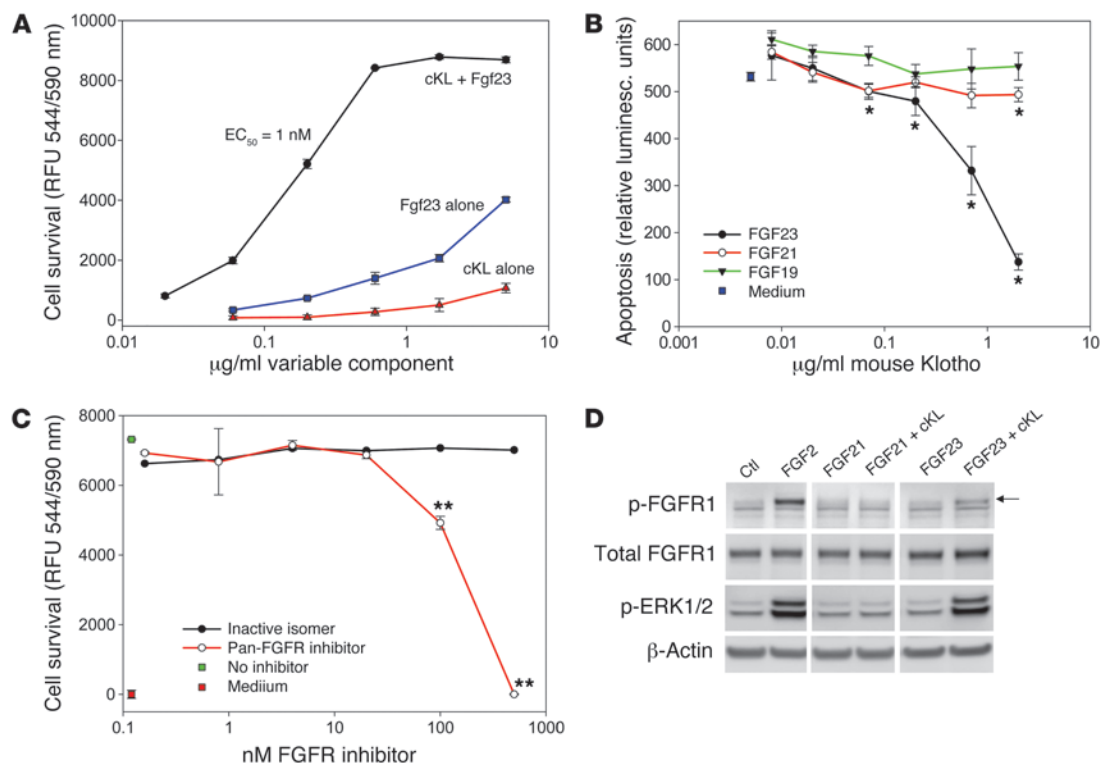 A
Cell survival (RFU 544/590 nm)
10000
8000
6000
4000
2000
0
cKL + Fgf23
EC50 = 1 nM
Fgf23 alone
cKL alone
0.01
0.1
1
10
μg/ml variable component
B
Apoptosis (relative luminesc. units)
600
500
400
300
200
100
0
*
*
*
*
*
FGF23
FGF21
FGF19
Medium
0.001
0.01
0.1
1
10
μg/ml mouse Klotho
C
Cell survival (RFU 544/590 nm)
8000
6000
4000
2000
0
**
**
Inactive isomer
Pan-FGFR inhibitor
No inhibitor
Mediium
0.1
1
10
100
1000
nM FGFR inhibitor
D
Ctl
FGF2
FGF21
FGF21 + cKL
FGF23
FGF23 + cKL
p-FGFR1
Total FGFR1
p-ERK1/2
β-Actin